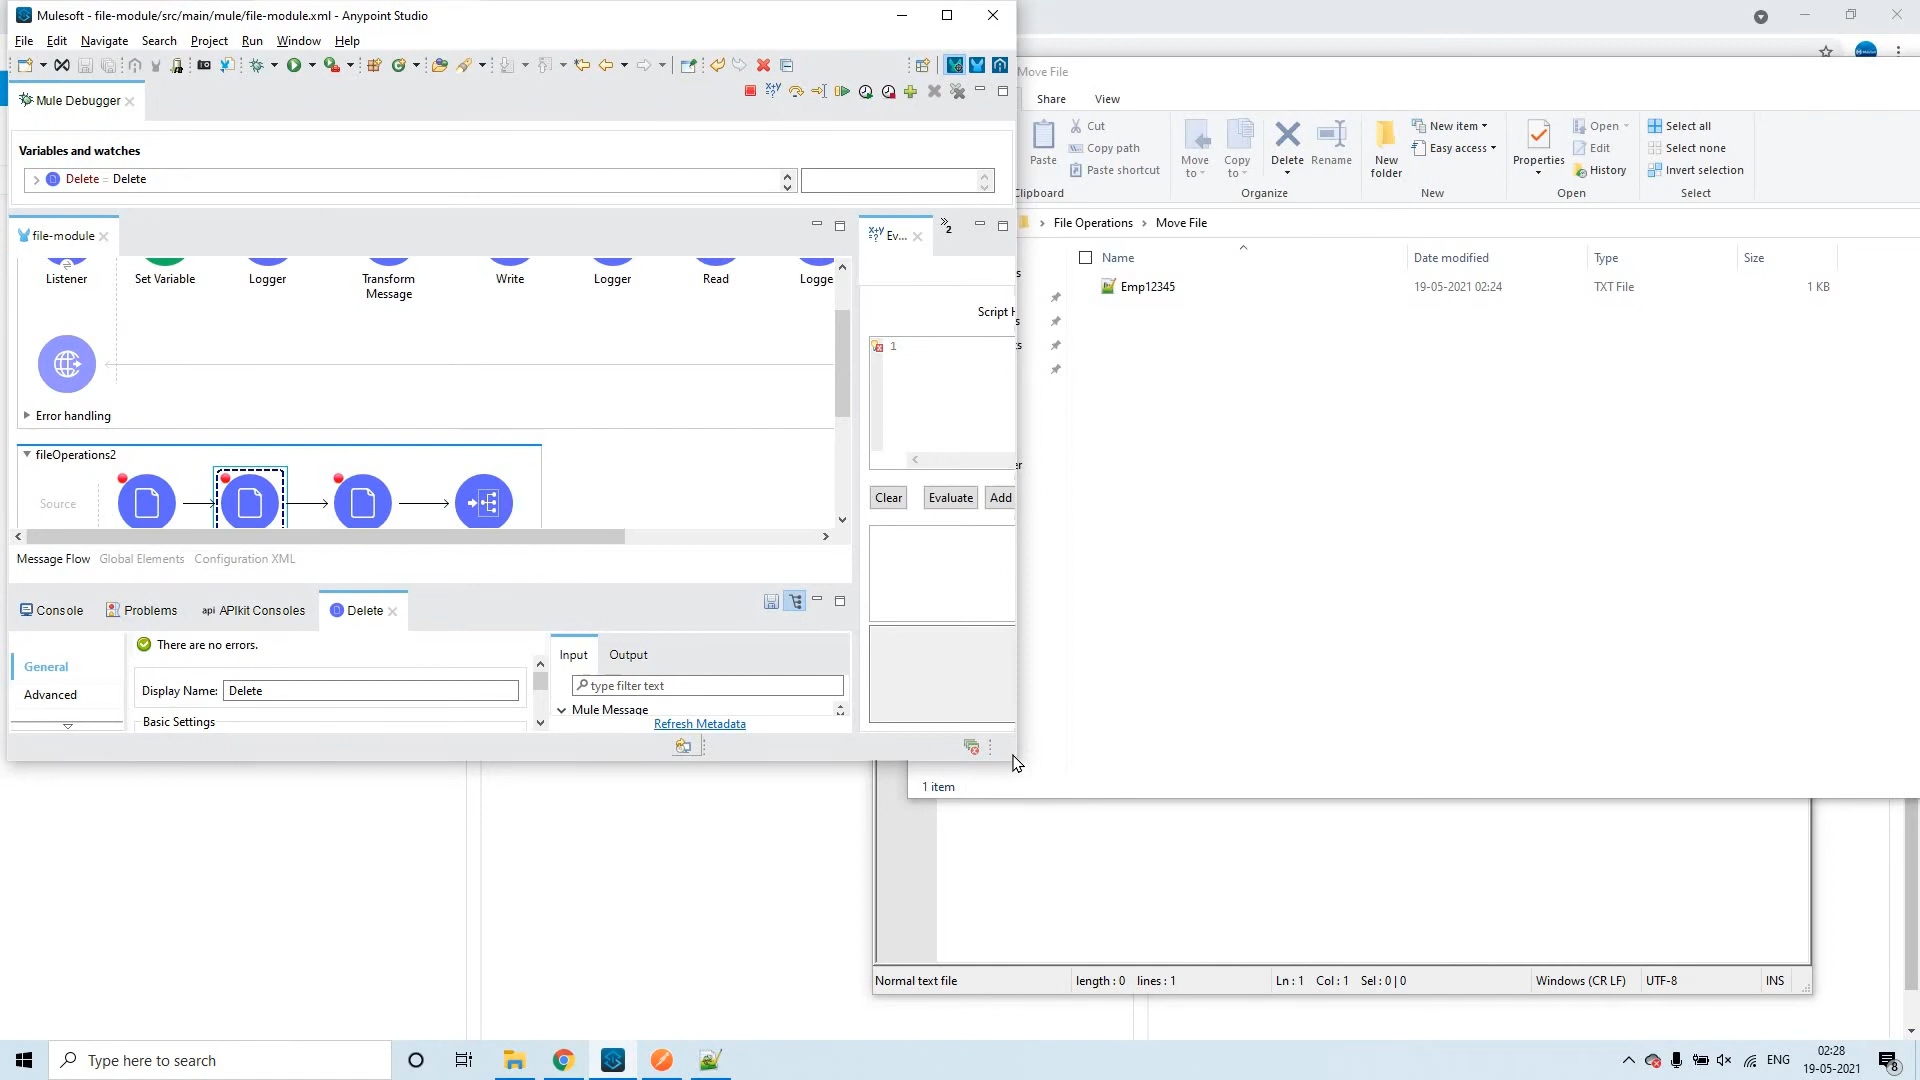 Mulesoft - file-module/src/main/mule/file-module.xml - Anypoint Studio
File Edit Navigate Search Project Run Window Help
Mule Debugger
Variables and watches
Delete = Delete
file-module
Ev...
2
Listener
Set Variable
Logger
Transform
Message
Write
Logger
Read
Logge
Script
1
Error handling
fileOperations2
Source
Clear
Evaluate
Add
Message Flow Global Elements Configuration XML
Console
Problems
api APIkit Consoles
Delete
There are no errors.
General
Advanced
Display Name: Delete
Basic Settings
Input
Output
type filter text
Mule Message
Refresh Metadata
Move File
Share
View
Paste
Cut
Copy path
Paste shortcut
Clipboard
Move
to
Copy
to
Delete
Rename
Organize
New
folder
New item
Easy access
New
Properties
Open
Edit
History
Open
Select all
Select none
Invert selection
Select
File Operations > Move File
Name
Date modified
Type
Size
Emp12345
19-05-2021 02:24
TXT File
1 KB
1 item
Normal text file
length : 0 lines : 1
Ln : 1 Col : 1 Sel : 0 | 0
Windows (CR LF)
UTF-8
INS
Type here to search
ENG
02:28
19-05-2021
8